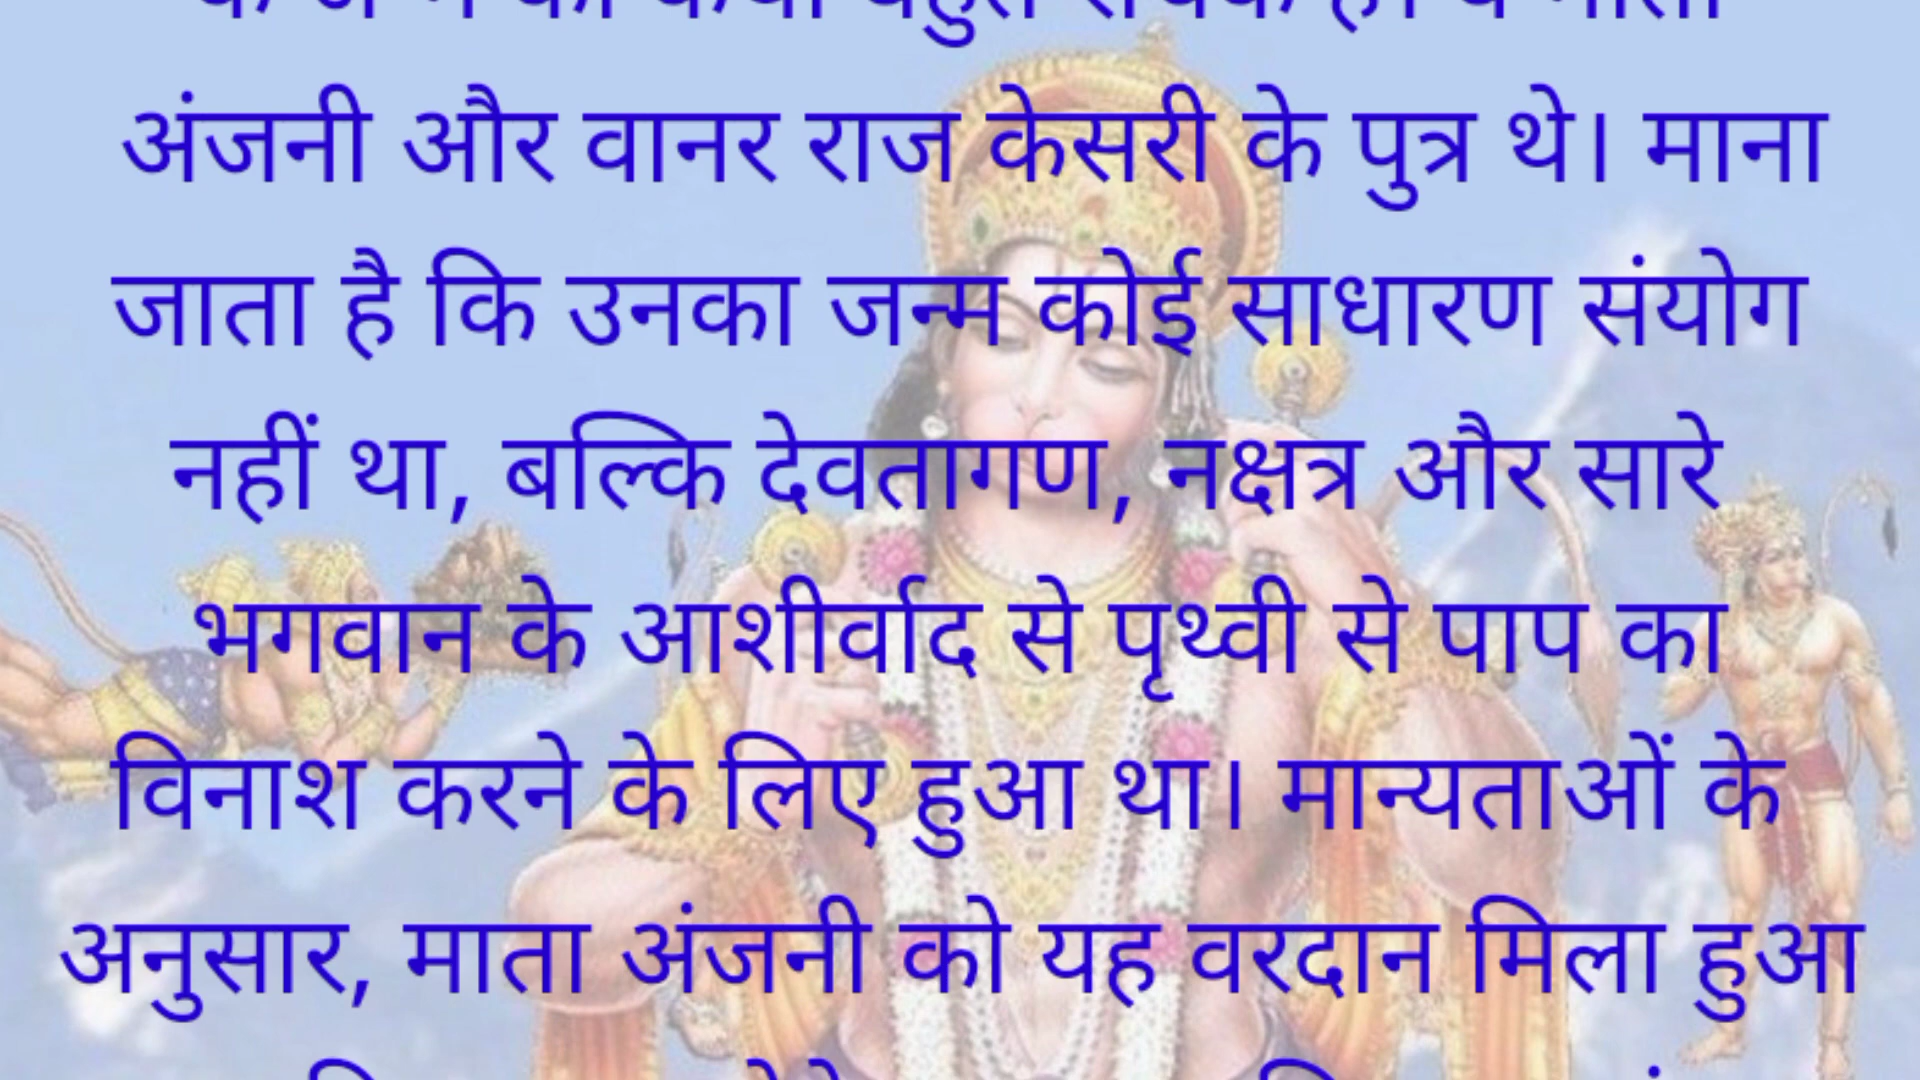 अंजनी और वानर राज केसरी के पुत्र थे। माना
जाता है कि उनका जन्म कोई साधारण संयोग
नहीं था, बल्कि देवतागण, नक्षत्र और सारे
भगवान के आशीर्वाद से पृथ्वी से पाप का
विनाश करने के लिए हुआ था। मान्यताओं के
अनुसार, माता अंजनी को यह वरदान मिला हुआ